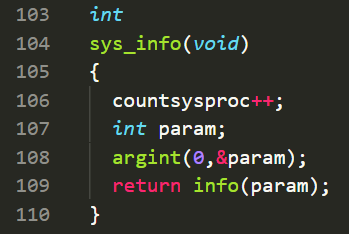 103 int
104 sys_info(void)
105 {
106 countsysproc++;
107 int param;
108 argint(0,&param);
109 return info(param);
110 }